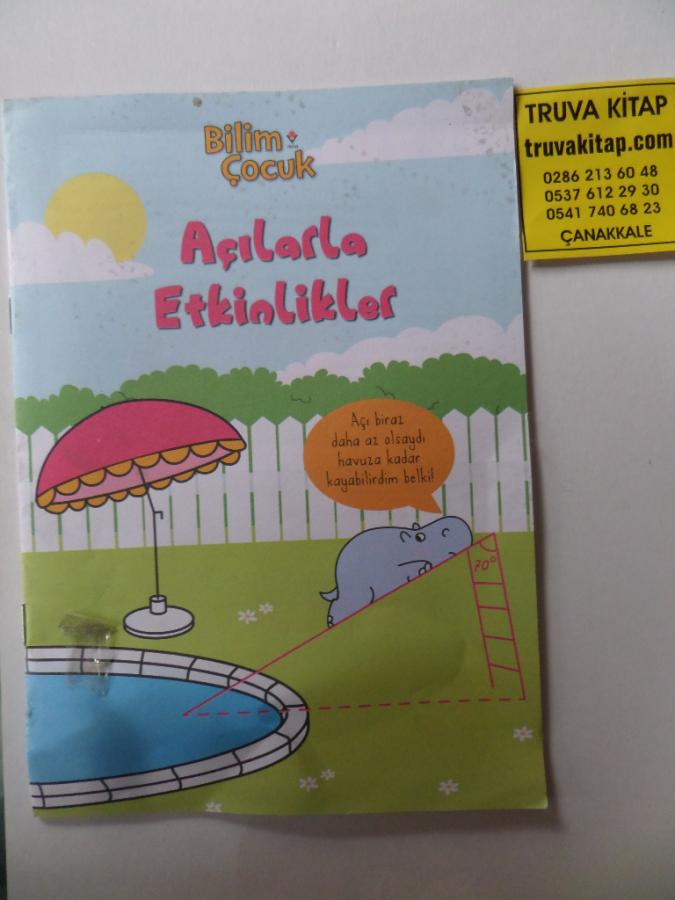 Bilim
Çocuk
Açılarla
Etkinlikler
Açı biraz
daha az olsaydı
havuza kadar
kayabilirdim belki!
70°
TRUVA KİTAP
truvakitap.com
0286 213 60 48
0537 612 29 30
0541 740 68 23
ÇANAKKALE